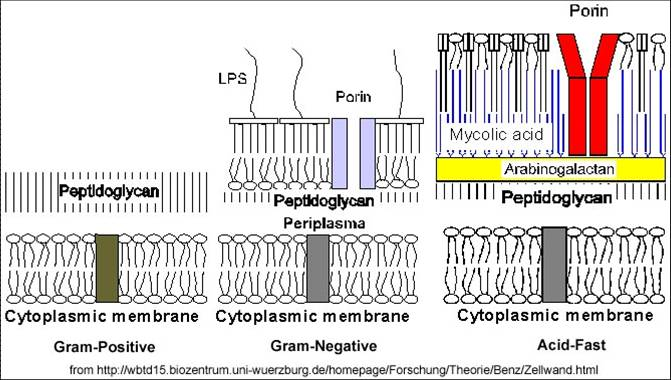 Porin
LPS
Porin
Mycolic acid
Arabinogalactan
Peptidoglycan
Peptidoglycan
Peptidoglycan
Periplasma
Cytoplasmic membrane
Cytoplasmic membrane
Cytoplasmic membrane
Gram-Positive
Gram-Negative
Acid-Fast
from http://wbtd15.biozentrum.uni-wuerzburg.de/homepage/Forschung/Theorie/Benz/Zellwand.html